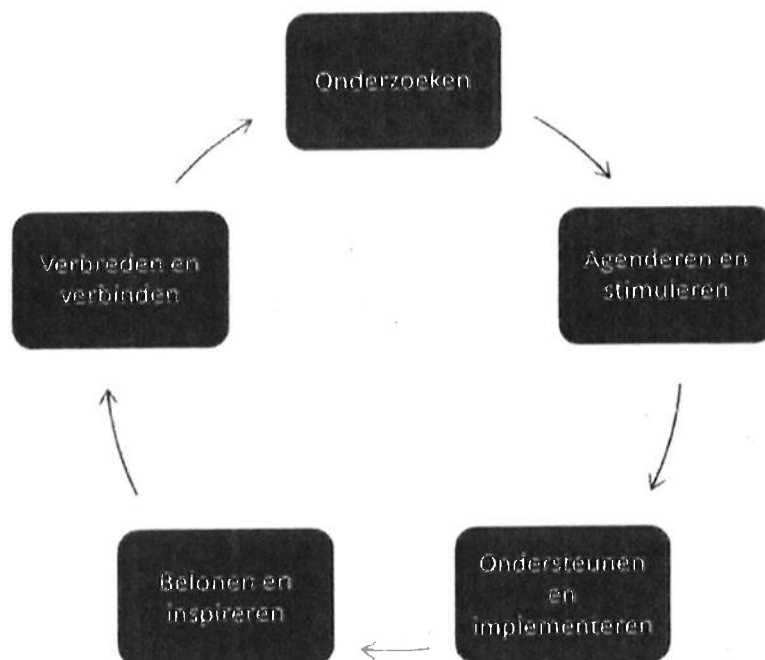 Onderzoeken
Agenderen en
stimuleren
Ondersteunen
en
implementeren
Belonen en
inspireren
Verbreden en
verbinden